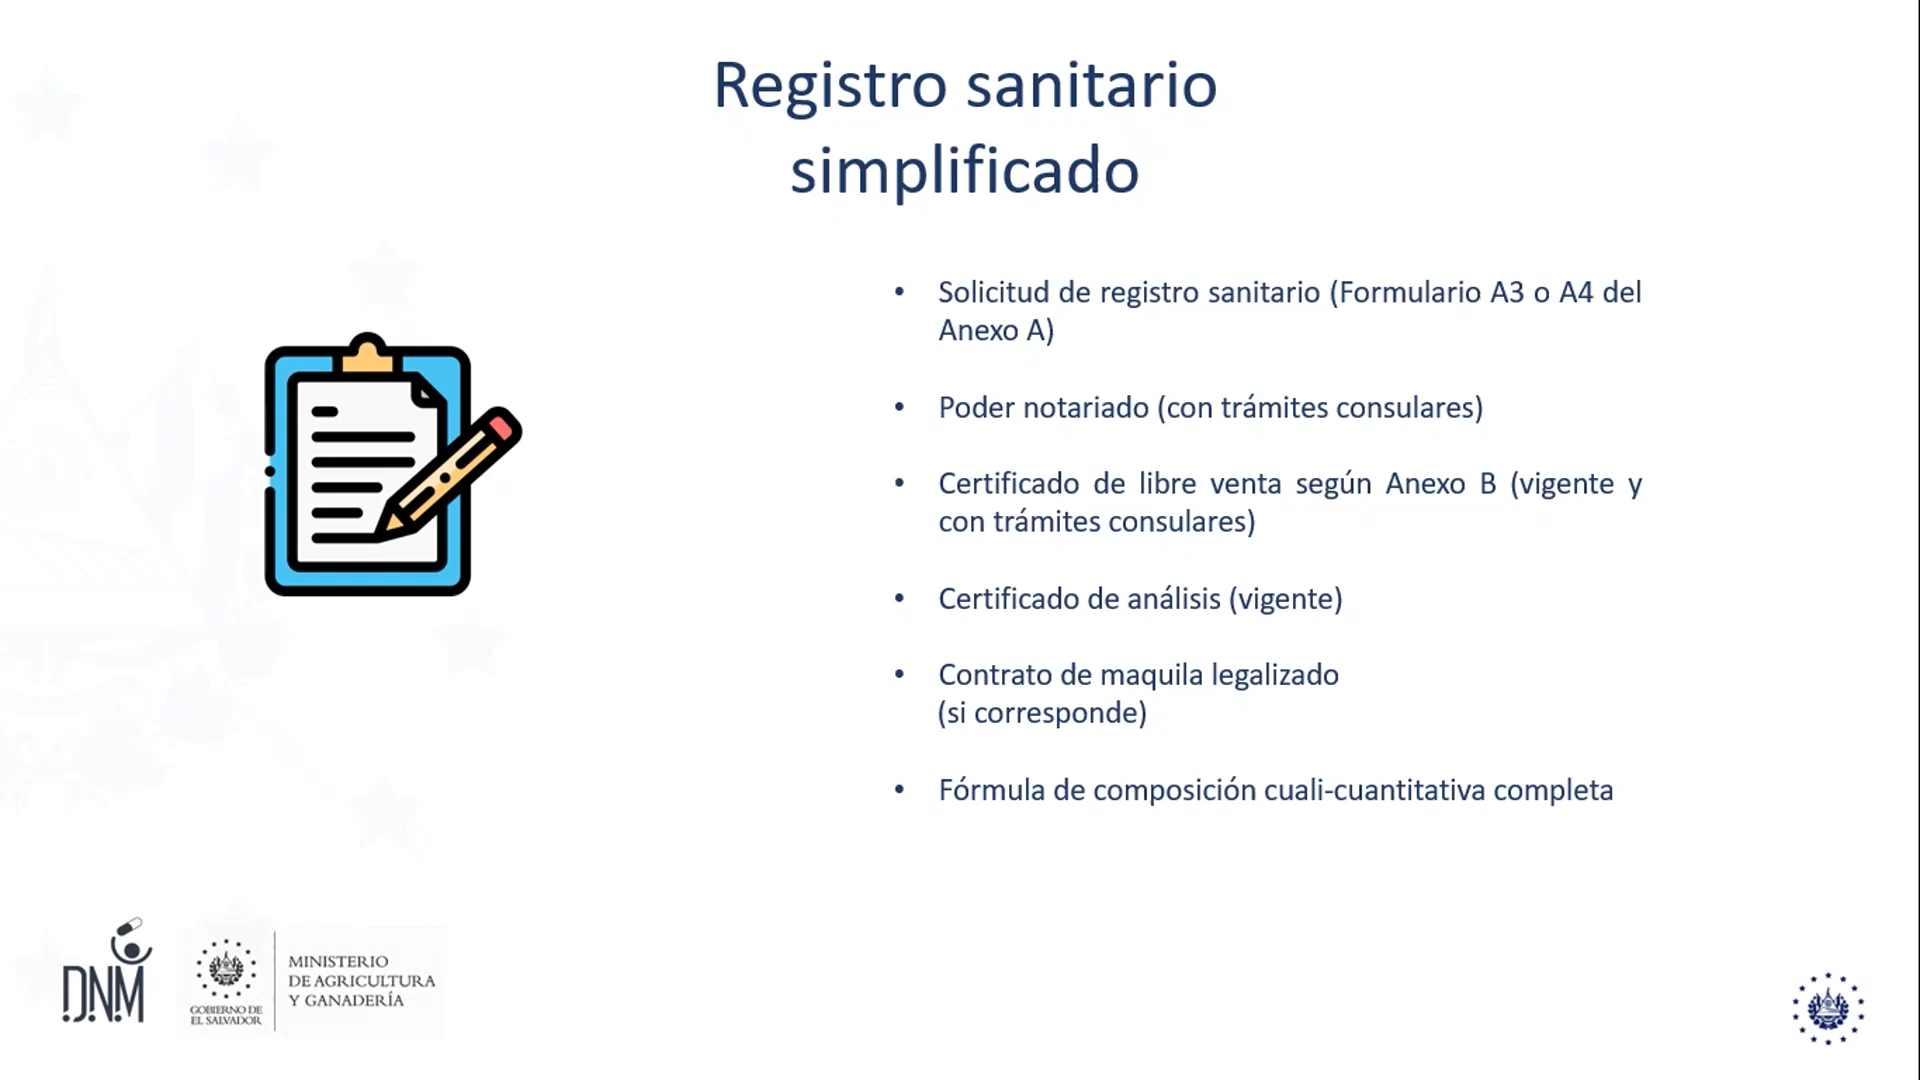 Registro sanitario
simplificado
• Solicitud de registro sanitario (Formulario A3 o A4 del
Anexo A)
• Poder notariado (con trámites consulares)
• Certificado de libre venta según Anexo B (vigente y
con trámites consulares)
• Certificado de análisis (vigente)
• Contrato de maquila legalizado
(si corresponde)
• Fórmula de composición cuali-cuantitativa completa
D.N.M
GOBIERNO DE
EL SALVADOR
MINISTERIO
DE AGRICULTURA
Y GANADERÍA